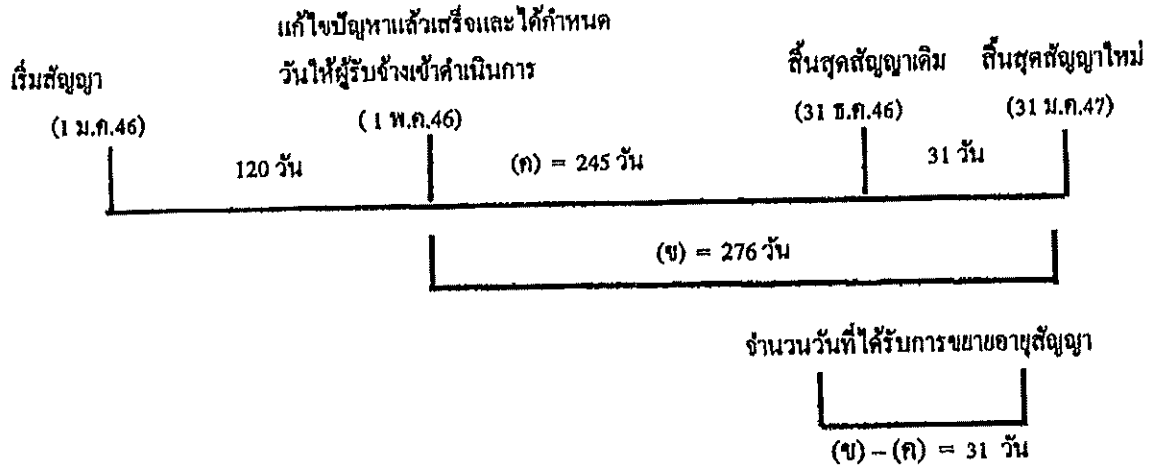 แก้ไขปัญหาแล้วเสร็จและได้กำหนด
วันให้ผู้รับจ้างเข้าดำเนินการ
เริ่มสัญญา
สิ้นสุดสัญญาเดิม
สิ้นสุดสัญญาใหม่
(1 ม.ค.46)
( 1 พ.ค.46)
(31 ธ.ค.46)
(31 ม.ค.47)
120 วัน
(ค) = 245 วัน
31 วัน
(ข) = 276 วัน
จำนวนวันที่ได้รับการขยายอายุสัญญา
(ข) – (ค) = 31 วัน